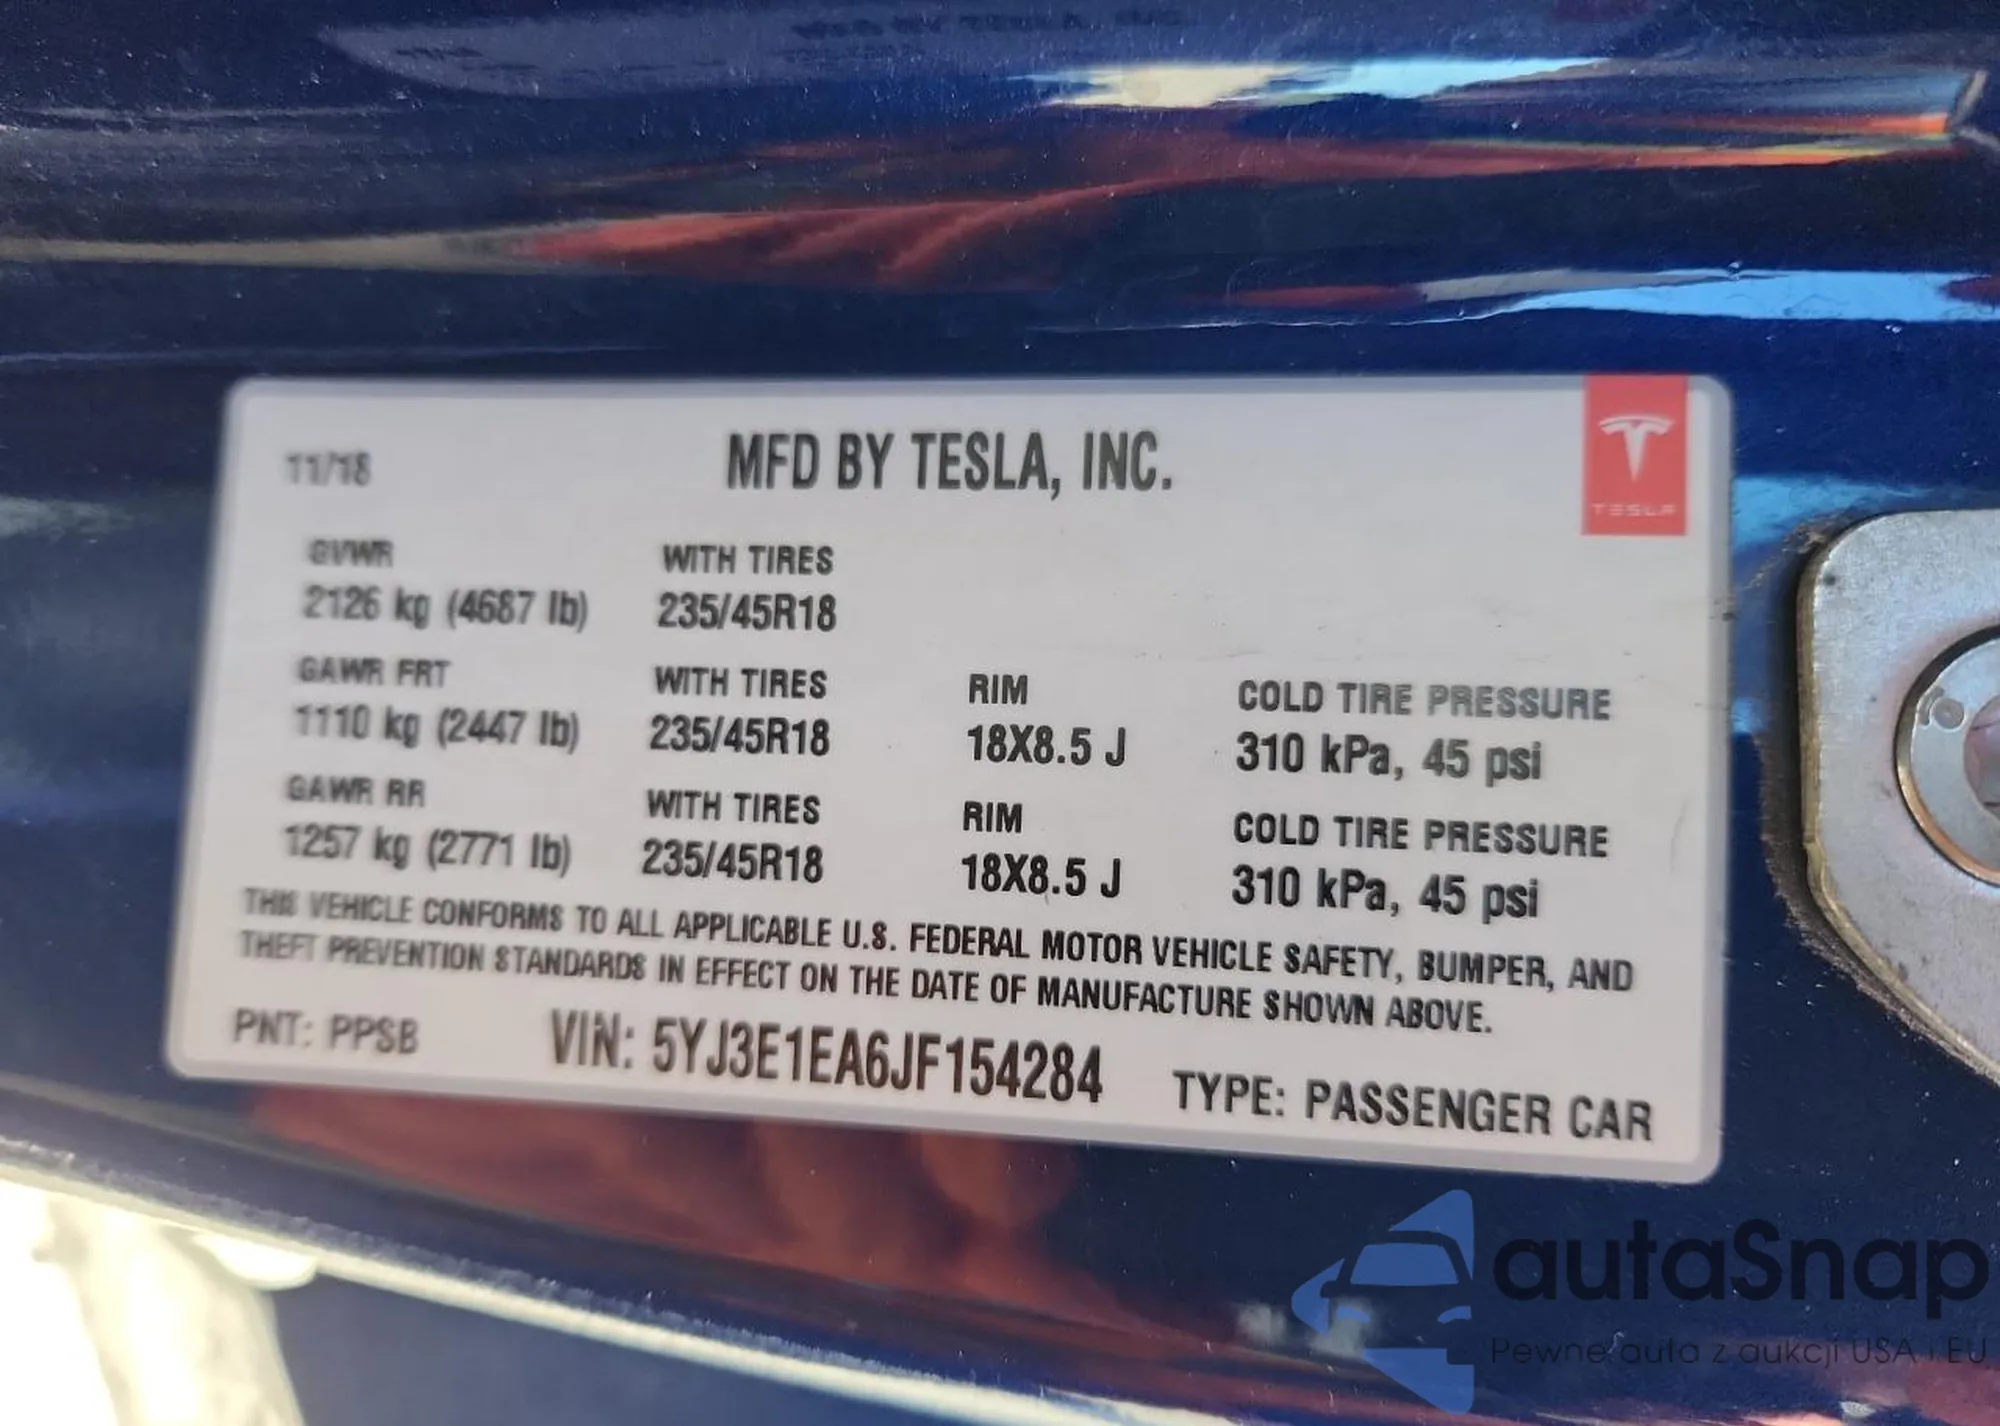 11/18
MFD BY TESLA, INC.
TESLA
GVWR WITH TIRES
2126 kg (4687 lb) 235/45R18
GAWR FRT WITH TIRES RIM COLD TIRE PRESSURE
1110 kg (2447 lb) 235/45R18 18X8.5 J 310 kPa, 45 psi
GAWR RR WITH TIRES RIM COLD TIRE PRESSURE
1257 kg (2771 lb) 235/45R18 18X8.5 J 310 kPa, 45 psi
THIS VEHICLE CONFORMS TO ALL APPLICABLE U.S. FEDERAL MOTOR VEHICLE SAFETY, BUMPER, AND
THEFT PREVENTION STANDARDS IN EFFECT ON THE DATE OF MANUFACTURE SHOWN ABOVE.
PNT: PPSB VIN: 5YJ3E1EA6JF154284 TYPE: PASSENGER CAR
autaSnap
Pewne auta z aukcji USA i EU